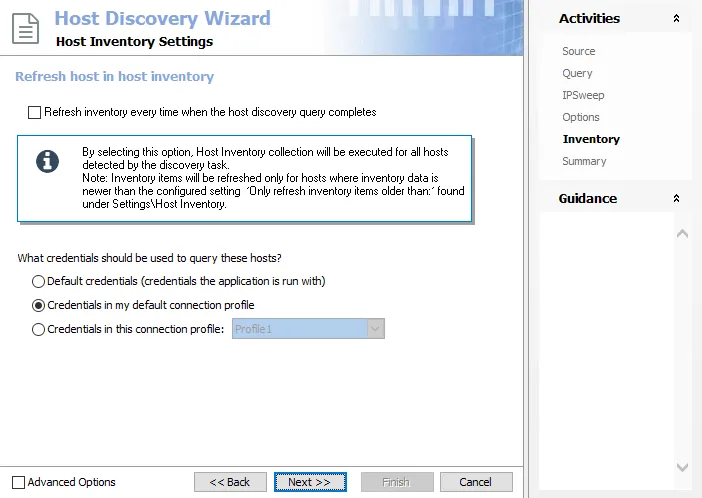 Host Discovery Wizard
Host Inventory Settings
Refresh host in host inventory
Refresh inventory every time when the host discovery query completes
By selecting this option, Host Inventory collection will be executed for all hosts
detected by the discovery task.
Note: Inventory items will be refreshed only for hosts where inventory data is
newer than the configured setting ´Only refresh inventory items older than:´ found
under Settings\Host Inventory.
What credentials should be used to query these hosts?
Default credentials (credentials the application is run with)
Credentials in my default connection profile
Credentials in this connection profile: Profile1
Advanced Options
<< Back
Next >>
Finish
Cancel
Activities
Source
Query
IPSweep
Options
Inventory
Summary
Guidance